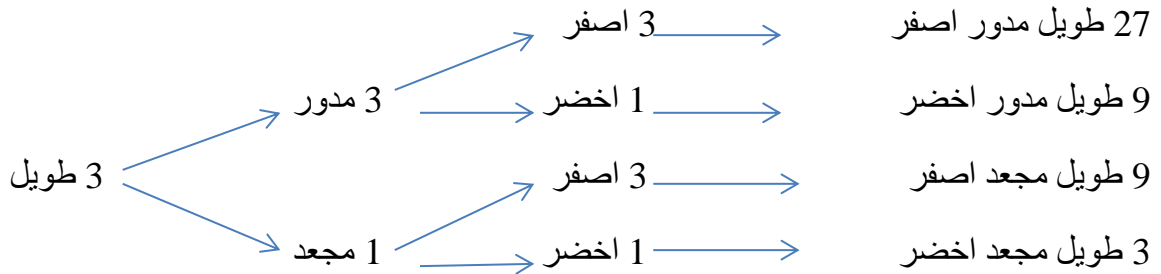 3 اصفر
27 طويل مدور اصفر
3 مدور
1 اخضر
9 طويل مدور اخضر
3 طويل
3 اصفر
9 طويل مجعد اصفر
1 مجعد
1 اخضر
3 طويل مجعد اخضر